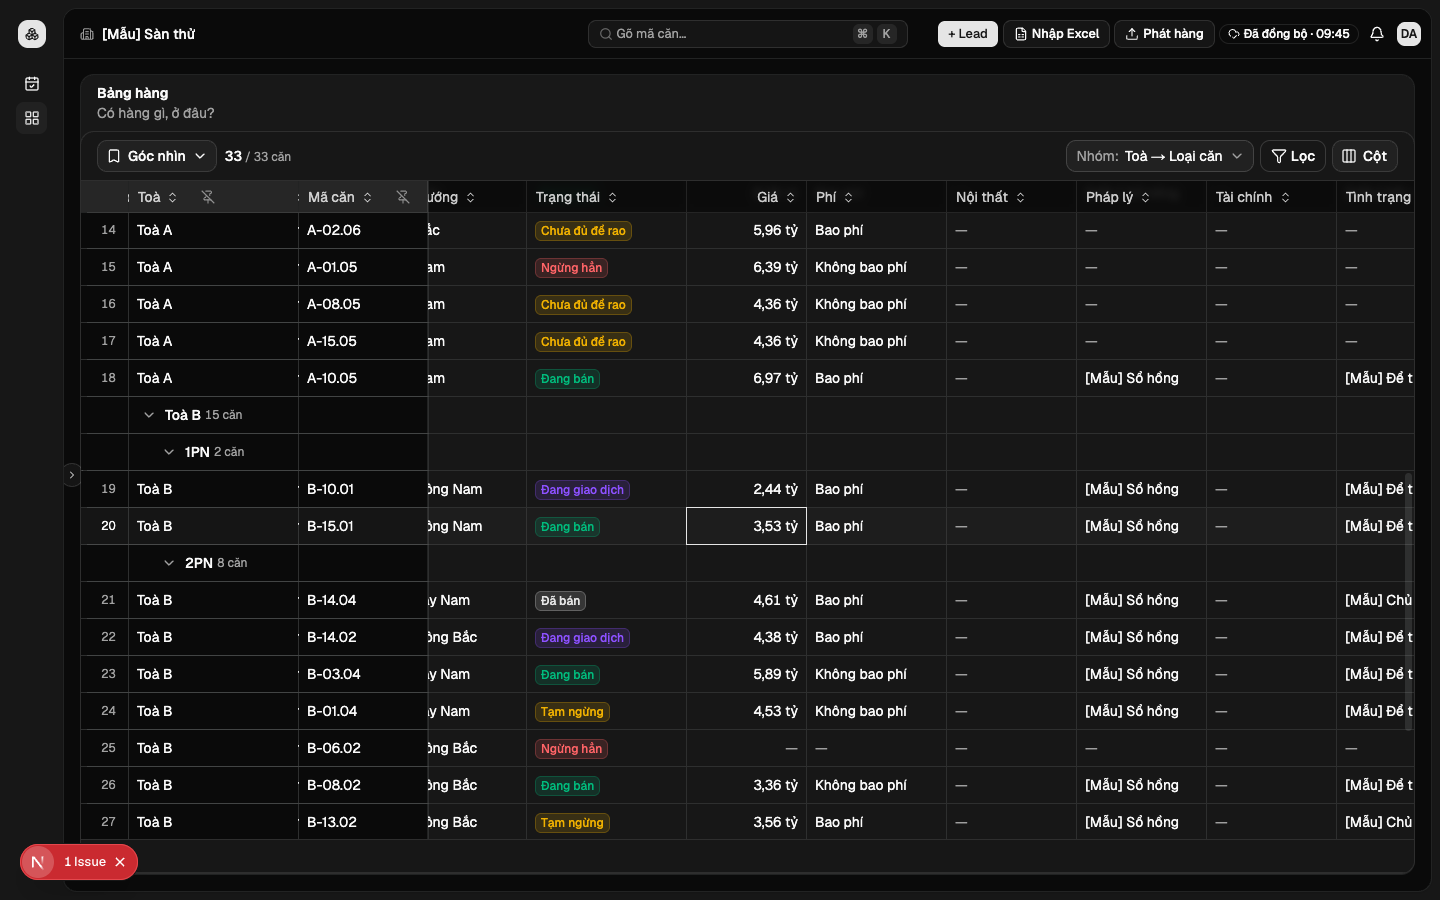 [Mẫu] Sàn thử
Gõ mã căn...
⌘ K
+ Lead
Nhập Excel
Phát hàng
Đã đồng bộ · 09:45
DA
Bảng hàng
Có hàng gì, ở đâu?
Góc nhìn
33 / 33 căn
Nhóm: Toà → Loại căn
Lọc
Cột
Toà Mã căn ướng Trạng thái Giá Phí Nội thất Pháp lý Tài chính Tình trạng
14 Toà A A-02.06 ắc Chưa đủ để rao 5,96 tỷ Bao phí — — — —
15 Toà A A-01.05 am Ngừng hẳn 6,39 tỷ Không bao phí — — — —
16 Toà A A-08.05 am Chưa đủ để rao 4,36 tỷ Không bao phí — — — —
17 Toà A A-15.05 am Chưa đủ để rao 4,36 tỷ Không bao phí — — — —
18 Toà A A-10.05 am Đang bán 6,97 tỷ Bao phí — [Mẫu] Sổ hồng — [Mẫu] Để t
Toà B 15 căn
1PN 2 căn
19 Toà B B-10.01 ông Nam Đang giao dịch 2,44 tỷ Bao phí — [Mẫu] Sổ hồng — [Mẫu] Để t
20 Toà B B-15.01 ông Nam Đang bán 3,53 tỷ Bao phí — [Mẫu] Sổ hồng — [Mẫu] Để t
2PN 8 căn
21 Toà B B-14.04 ây Nam Đã bán 4,61 tỷ Bao phí — [Mẫu] Sổ hồng — [Mẫu] Chủ
22 Toà B B-14.02 ông Bắc Đang giao dịch 4,38 tỷ Bao phí — [Mẫu] Sổ hồng — [Mẫu] Để t
23 Toà B B-03.04 ây Nam Đang bán 5,89 tỷ Không bao phí — [Mẫu] Sổ hồng — [Mẫu] Để t
24 Toà B B-01.04 ây Nam Tạm ngừng 4,53 tỷ Không bao phí — [Mẫu] Sổ hồng — [Mẫu] Để t
25 Toà B B-06.02 ông Bắc Ngừng hẳn — — — — — —
26 Toà B B-08.02 ông Bắc Đang bán 3,36 tỷ Không bao phí — [Mẫu] Sổ hồng — [Mẫu] Để t
27 Toà B B-13.02 ông Bắc Tạm ngừng 3,56 tỷ Bao phí — [Mẫu] Sổ hồng — [Mẫu] Chủ
N 1 Issue